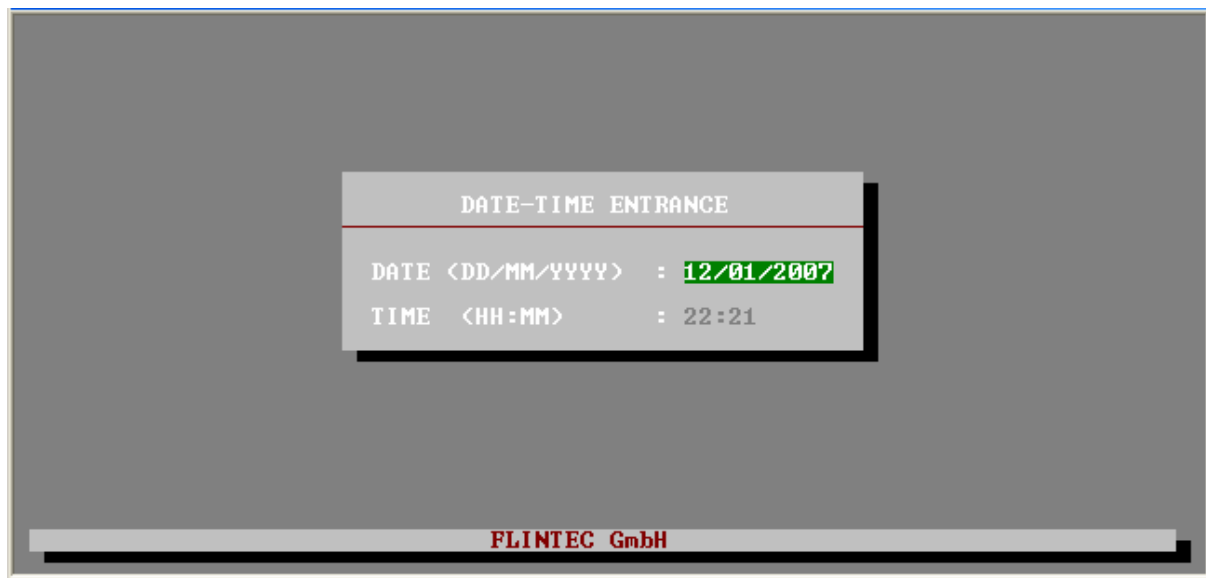 DATE-TIME ENTRANCE
DATE (DD/MM/YYYY) : 12/01/2007
TIME (HH:MM) : 22:21
FLINTEC GmbH